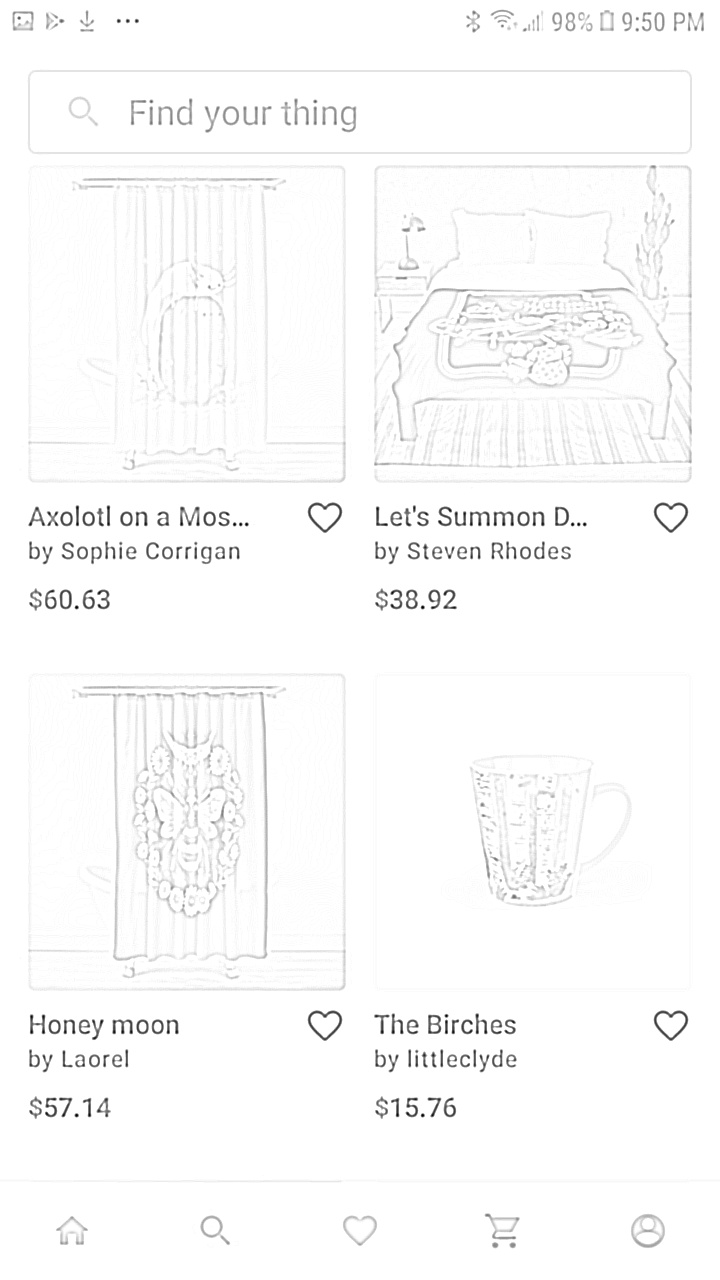 98% 9:50 PM
Find your thing
Axolotl on a Mos...
by Sophie Corrigan
$60.63
Let's Summon D...
by Steven Rhodes
$38.92
Honey moon
by Laorel
$57.14
The Birches
by littleclyde
$15.76